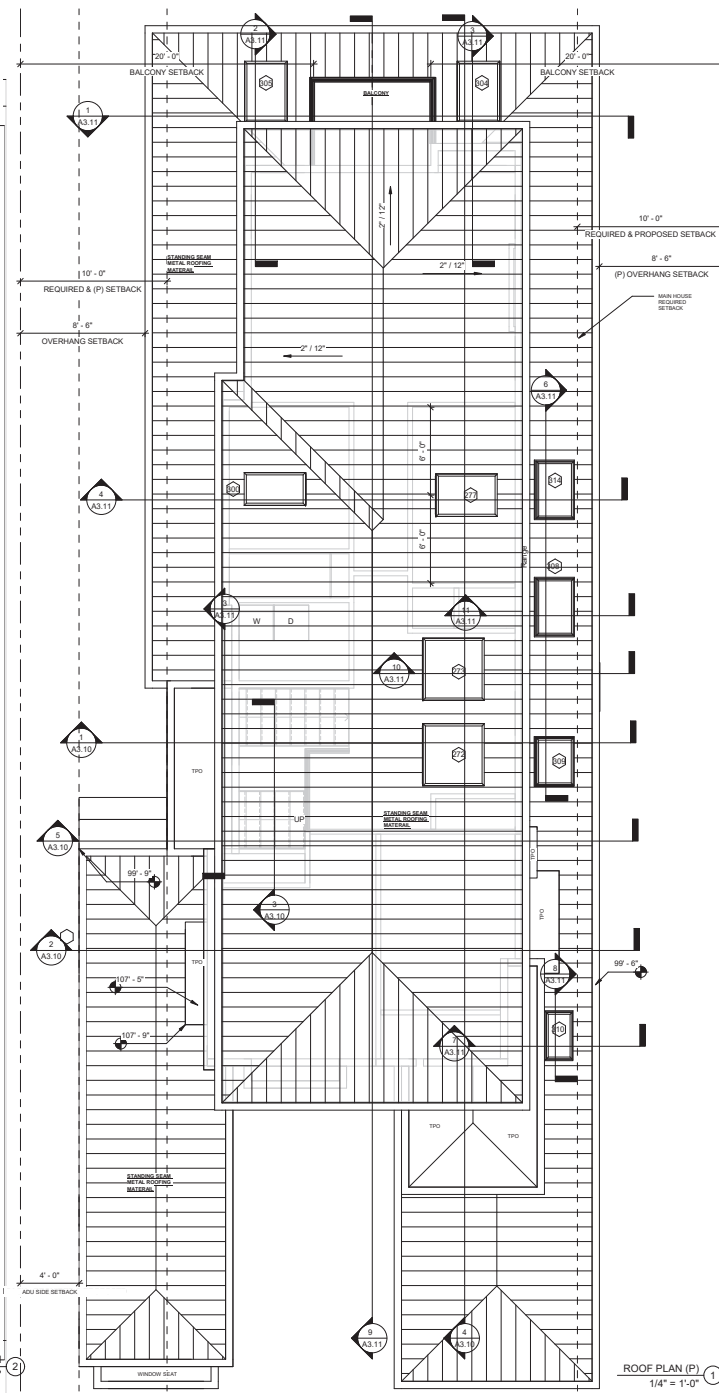 2
A3.11
3
A3.11
20' - 0"
BALCONY SETBACK
20' - 0"
BALCONY SETBACK
305
BALCONY
304
1
A3.11
2" / 12"
10' - 0"
REQUIRED & PROPOSED SETBACK
STANDING SEAM
METAL ROOFING
MATERAIL
2" / 12"
8' - 6"
(P) OVERHANG SETBACK
10' - 0"
REQUIRED & (P) SETBACK
MAIN HOUSE
REQUIRED
SETBACK
8' - 6"
OVERHANG SETBACK
2" / 12"
6
A3.11
6' - 0"
4
A3.11
300
277
314
6' - 0"
Range
308
3
A3.11
W
D
11
A3.11
10
A3.11
273
1
A3.10
TPO
272
309
UP
STANDING SEAM
METAL ROOFING
MATERAIL
5
A3.10
99' - 9"
TPO
3
A3.10
TPO
2
A3.10
TPO
99' - 6"
8
A3.11
107' - 5"
107' - 9"
7
A3.11
310
TPO
TPO
STANDING SEAM
METAL ROOFING
MATERAIL
4' - 0"
ADU SIDE SETBACK
9
A3.11
4
A3.10
2
WINDOW SEAT
ROOF PLAN (P)
1/4" = 1'-0"
1